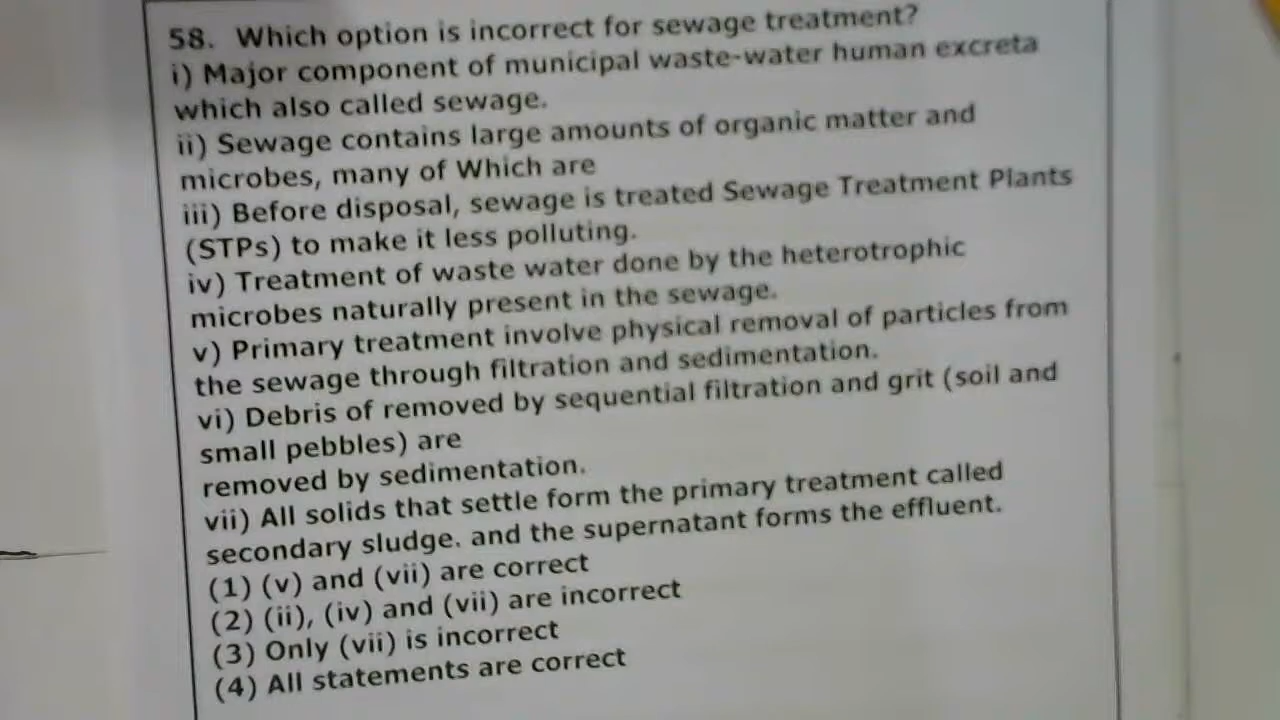 58. Which option is incorrect for sewage treatment?
i) Major component of municipal waste-water human excreta
which also called sewage.
ii) Sewage contains large amounts of organic matter and
microbes, many of Which are
iii) Before disposal, sewage is treated Sewage Treatment Plants
(STPs) to make it less polluting.
iv) Treatment of waste water done by the heterotrophic
microbes naturally present in the sewage.
v) Primary treatment involve physical removal of particles from
the sewage through filtration and sedimentation.
vi) Debris of removed by sequential filtration and grit (soil and
small pebbles) are
removed by sedimentation.
vii) All solids that settle form the primary treatment called
secondary sludge. and the supernatant forms the effluent.
(1) (v) and (vii) are correct
(2) (ii), (iv) and (vii) are incorrect
(3) Only (vii) is incorrect
(4) All statements are correct